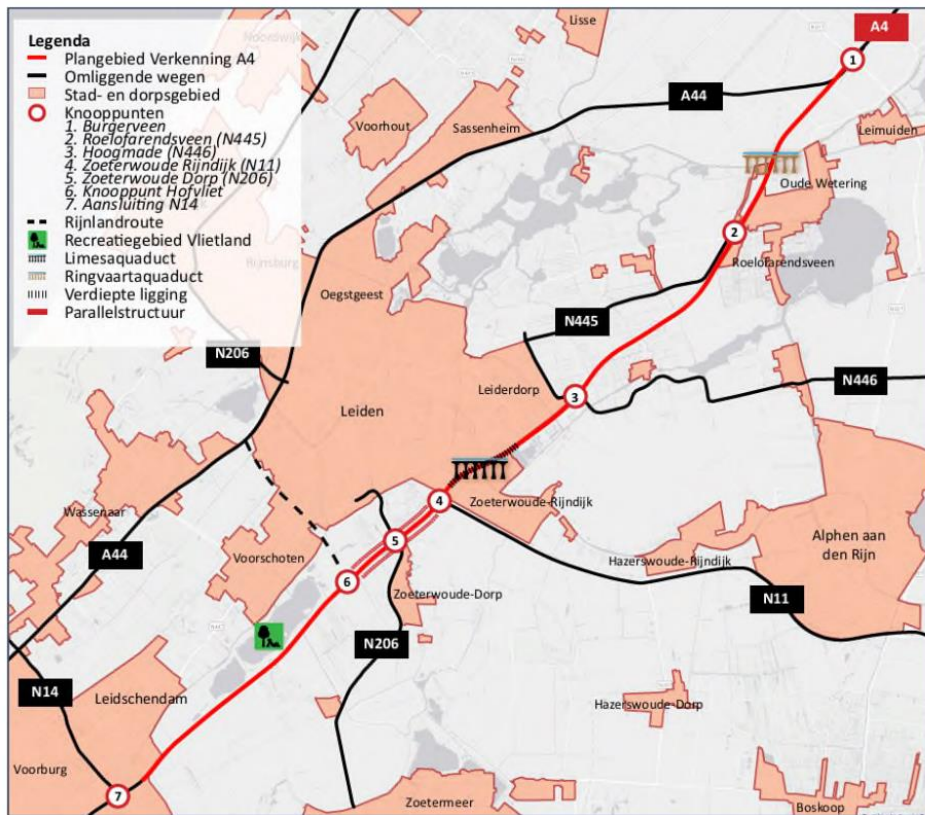 Legenda
Plangebied Verkenning A4
Omliggende wegen
Stad- en dorpsgebied
Knooppunten
1. Burgerveen
2. Roelofarendsveen (N445)
3. Hoogmade (N446)
4. Zoeterwoude Rijndijk (N11)
5. Zoeterwoude Dorp (N206)
6. Knooppunt Hofvliet
7. Aansluiting N14
Rijnlandroute
Recreatiegebied Vlietland
Limesaquaduct
Ringvaartaquaduct
Verdiepte ligging
Parallelstructuur
Noordwijk
Rijnsburg
Lisse
A4
1
A44
Voorhout
Sassenheim
Leimuiden
Oude Wetering
2
Roelofarendsveen
Oegstgeest
N445
N206
Leiderdorp
N446
3
Leiden
Zoeterwoude-Rijndijk
4
Wassenaar
Alphen aan
den Rijn
5
A44
Voorschoten
Hazerswoude-Rijndijk
6
Zoeterwoude-Dorp
N11
N206
N14
Leidschendam
Hazerswoude-Dorp
Voorburg
7
Zoetermeer
Boskoop